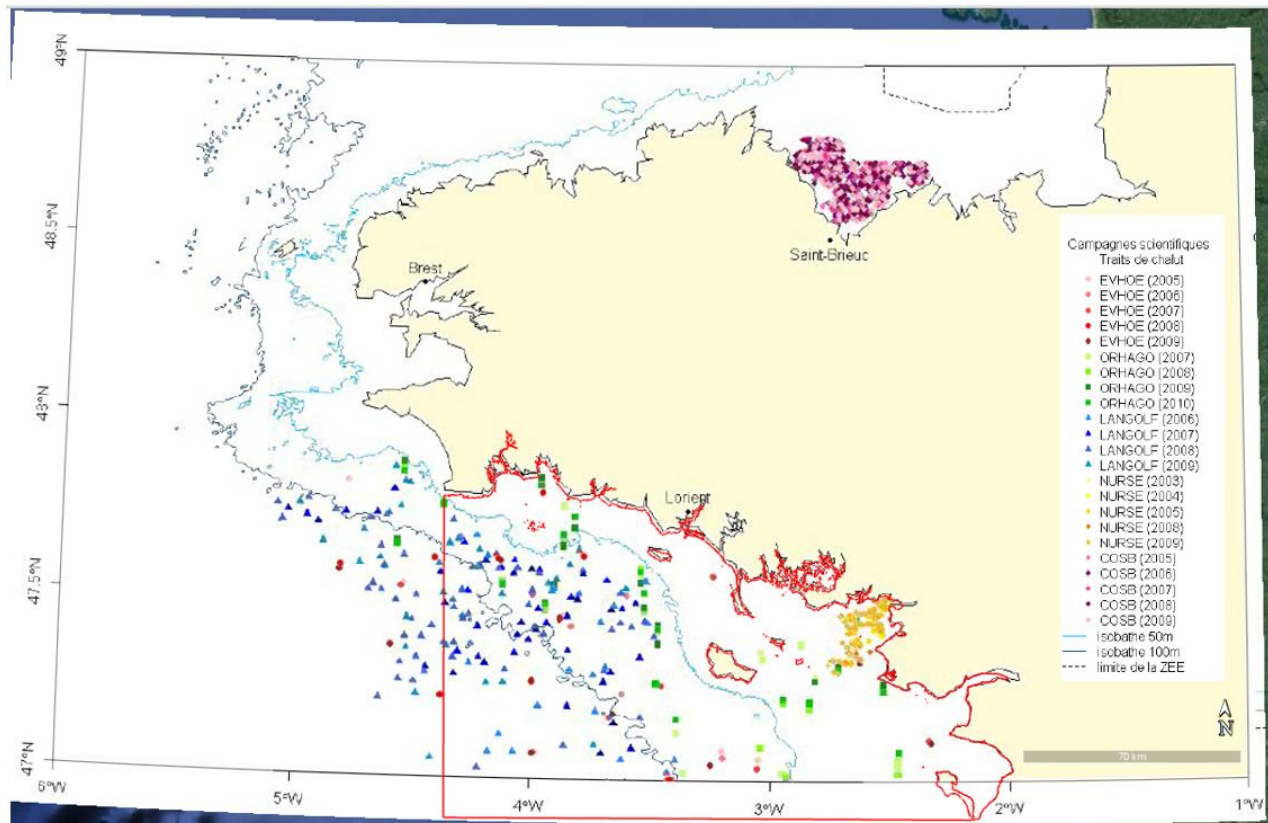 49°N
48.5°N
48°N
47.5°N
47°N
Saint-Brieuc
Brest
Lorient
Campagnes scientifiques
Traits de chalut
EVHOE (2005)
EVHOE (2006)
EVHOE (2007)
EVHOE (2008)
EVHOE (2009)
ORHAGO (2007)
ORHAGO (2008)
ORHAGO (2009)
ORHAGO (2010)
LANGOLF (2006)
LANGOLF (2007)
LANGOLF (2008)
LANGOLF (2009)
NURSE (2003)
NURSE (2004)
NURSE (2005)
NURSE (2008)
NURSE (2009)
COSB (2005)
COSB (2006)
COSB (2007)
COSB (2008)
COSB (2009)
isobathe 50m
isobathe 100m
limite de la ZEE
N
70 km
6°W
5°W
4°W
3°W
2°W
1°W